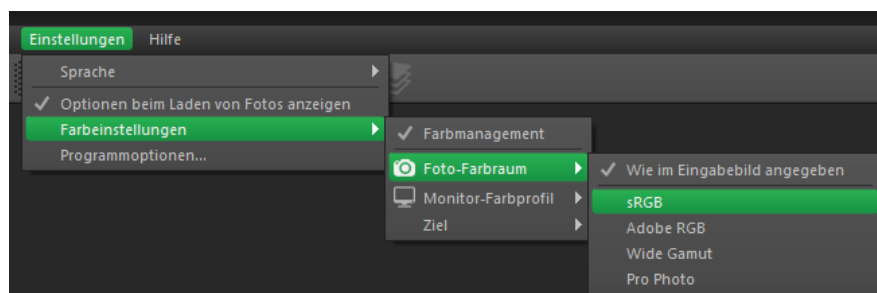 Einstellungen Hilfe
Sprache
Optionen beim Laden von Fotos anzeigen
Farbeinstellungen
Programmoptionen...
Farbmanagement
Foto-Farbraum
Monitor-Farbprofil
Ziel
Wie im Eingabebild angegeben
sRGB
Adobe RGB
Wide Gamut
Pro Photo